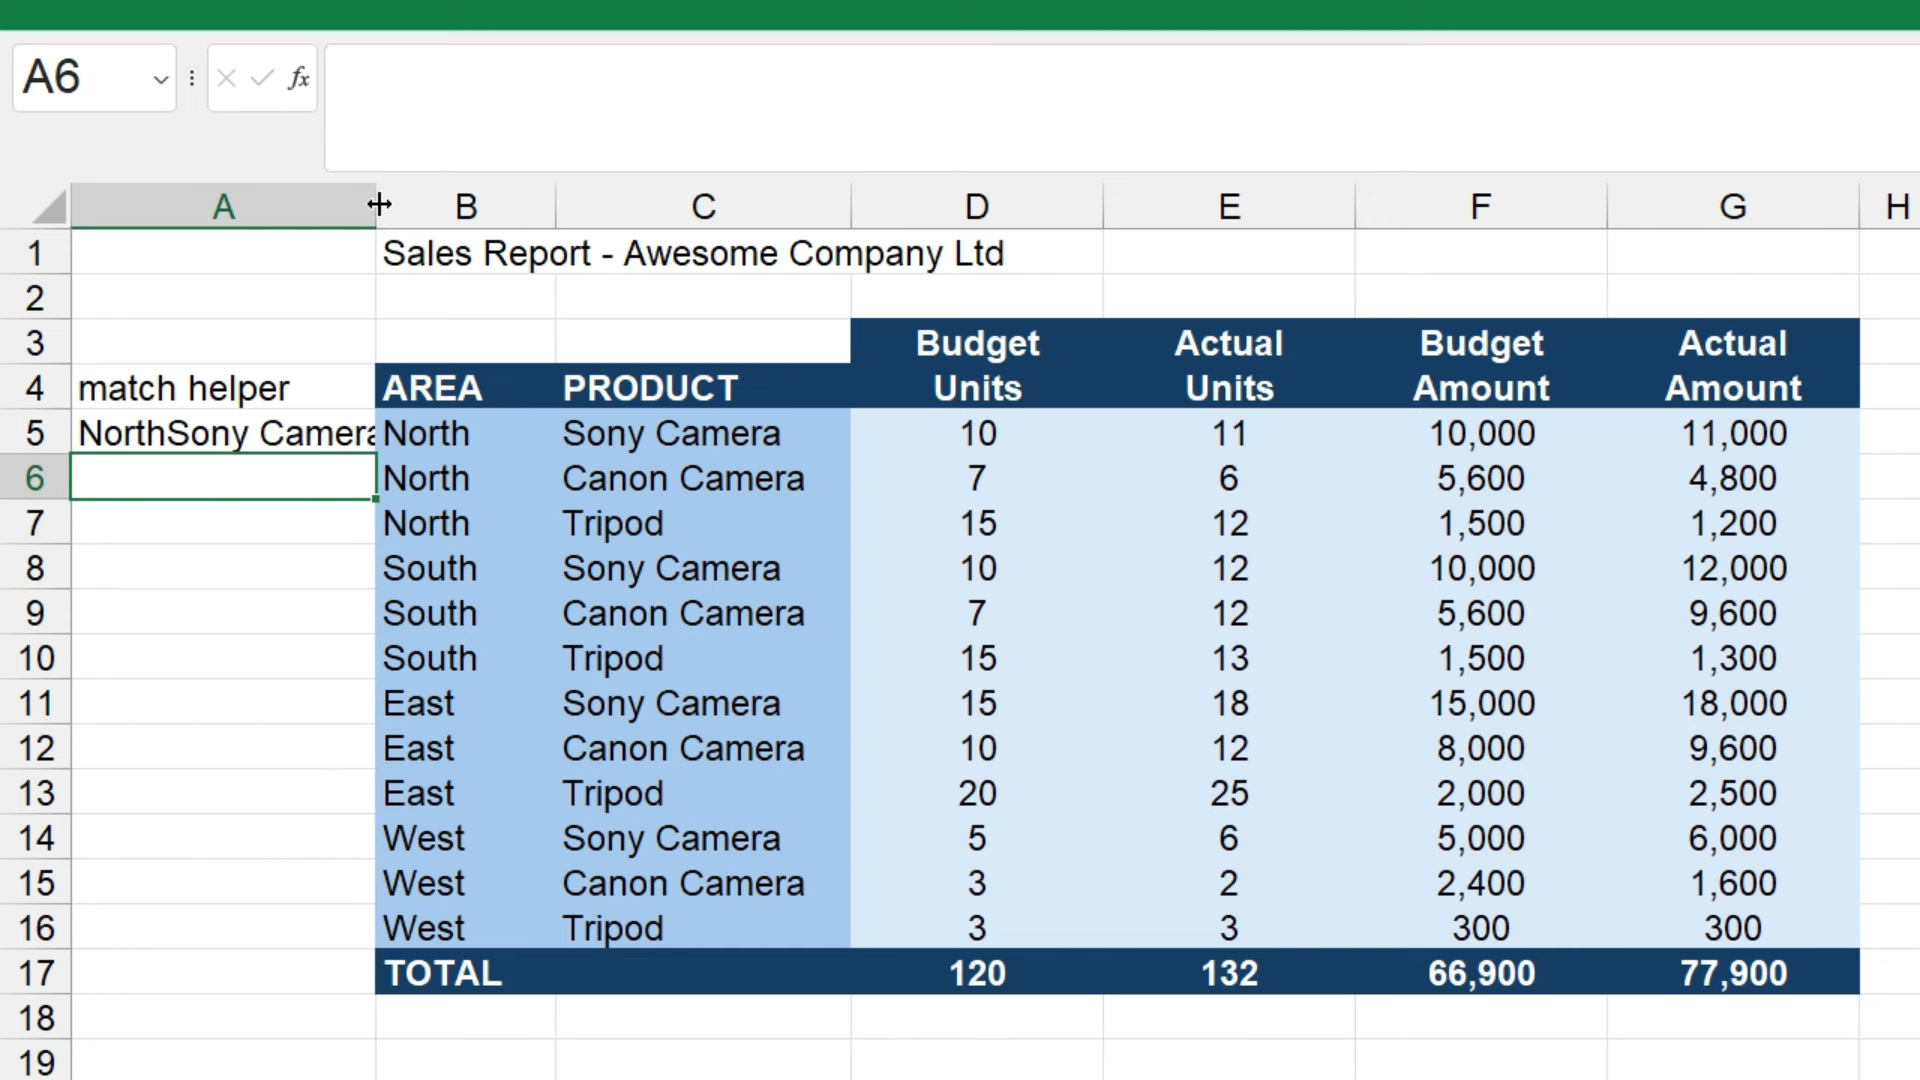 A6
fx
A B C D E F G H
1 Sales Report - Awesome Company Ltd
2
3 Budget Actual Budget Actual
4 match helper AREA PRODUCT Units Units Amount Amount
5 NorthSony Camera North Sony Camera 10 11 10,000 11,000
6 North Canon Camera 7 6 5,600 4,800
7 North Tripod 15 12 1,500 1,200
8 South Sony Camera 10 12 10,000 12,000
9 South Canon Camera 7 12 5,600 9,600
10 South Tripod 15 13 1,500 1,300
11 East Sony Camera 15 18 15,000 18,000
12 East Canon Camera 10 12 8,000 9,600
13 East Tripod 20 25 2,000 2,500
14 West Sony Camera 5 6 5,000 6,000
15 West Canon Camera 3 2 2,400 1,600
16 West Tripod 3 3 300 300
17 TOTAL 120 132 66,900 77,900
18
19